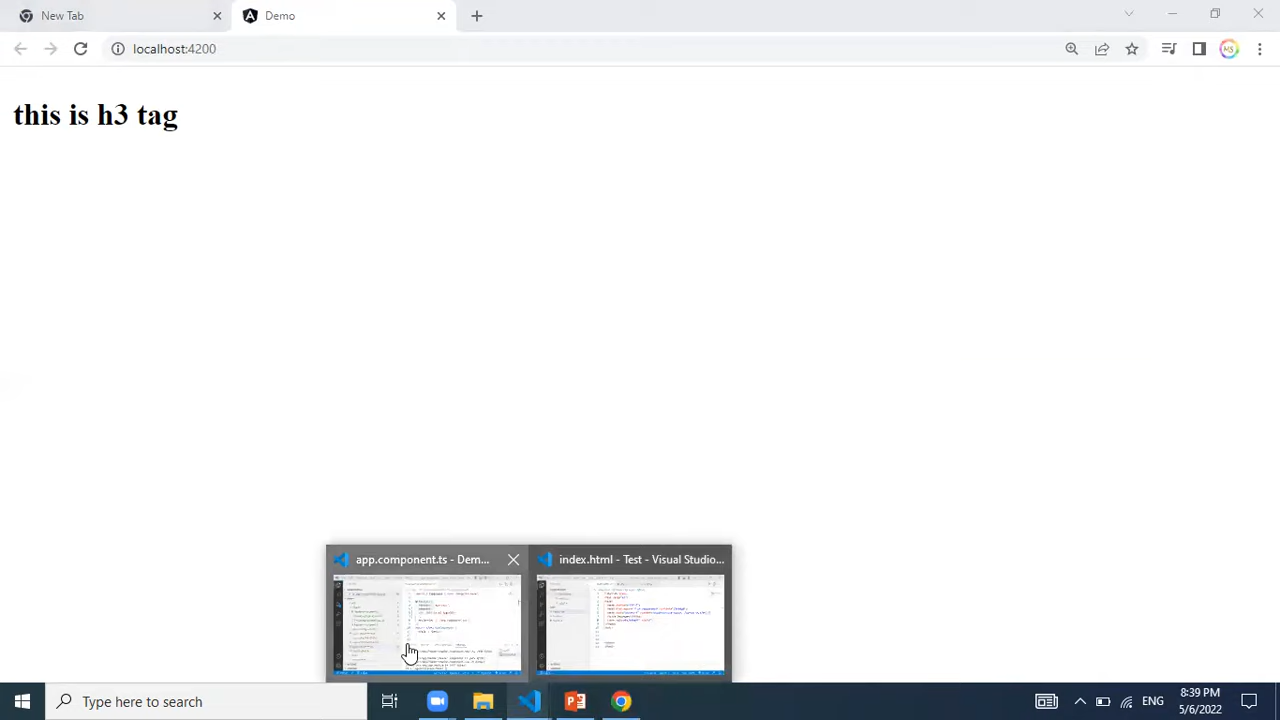 New Tab
Demo
localhost:4200
MS
this is h3 tag
app.component.ts - Dem...
index.html - Test - Visual Studio...
Type here to search
ENG
8:39 PM
5/6/2022